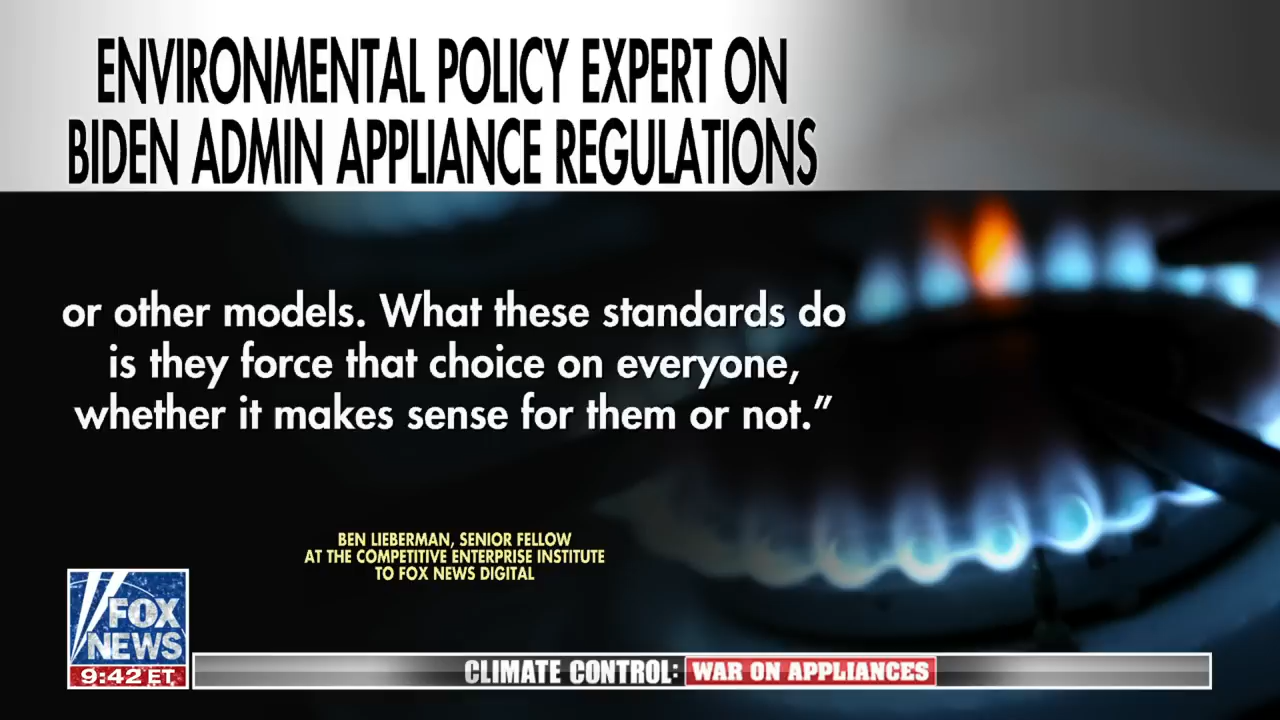 ENVIRONMENTAL POLICY EXPERT ON
BIDEN ADMIN APPLIANCE REGULATIONS
or other models. What these standards do
is they force that choice on everyone,
whether it makes sense for them or not.”
BEN LIEBERMAN, SENIOR FELLOW
AT THE COMPETITIVE ENTERPRISE INSTITUTE
TO FOX NEWS DIGITAL
FOX
NEWS
9:42 ET
CLIMATE CONTROL: WAR ON APPLIANCES